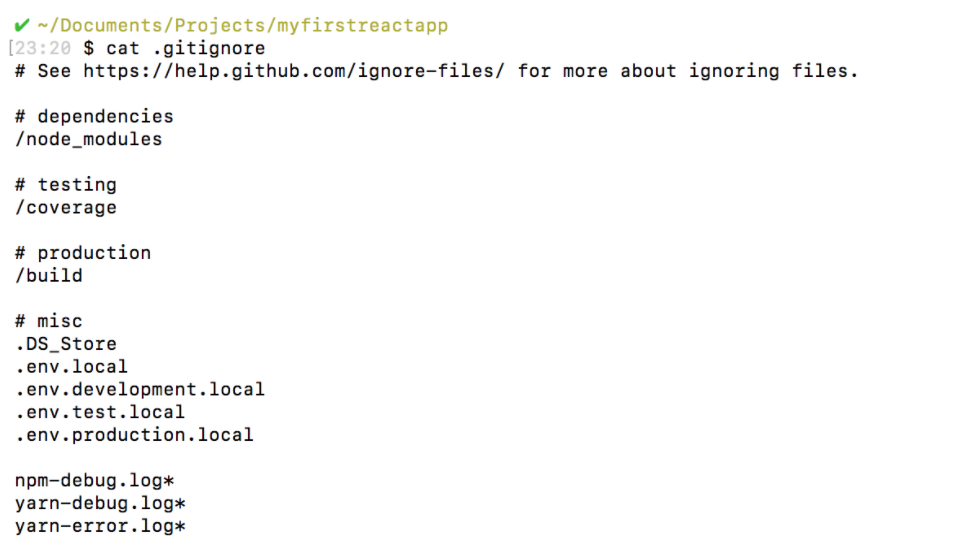 ✔ ~/Documents/Projects/myfirstreactapp
[23:20 $ cat .gitignore
# See https://help.github.com/ignore-files/ for more about ignoring files.

# dependencies
/node_modules

# testing
/coverage

# production
/build

# misc
.DS_Store
.env.local
.env.development.local
.env.test.local
.env.production.local

npm-debug.log*
yarn-debug.log*
yarn-error.log*